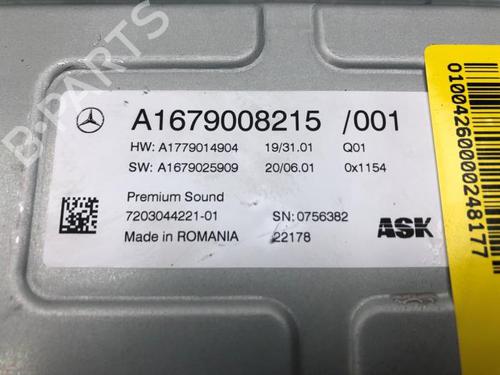 A1679008215 /001
HW: A1779014904 19/31.01 Q01
SW: A1679025909 20/06.01 0x1154
Premium Sound
7203044221-01 SN:0756382
Made in ROMANIA 22178 ASK
0100042600000248177
B-PARTS